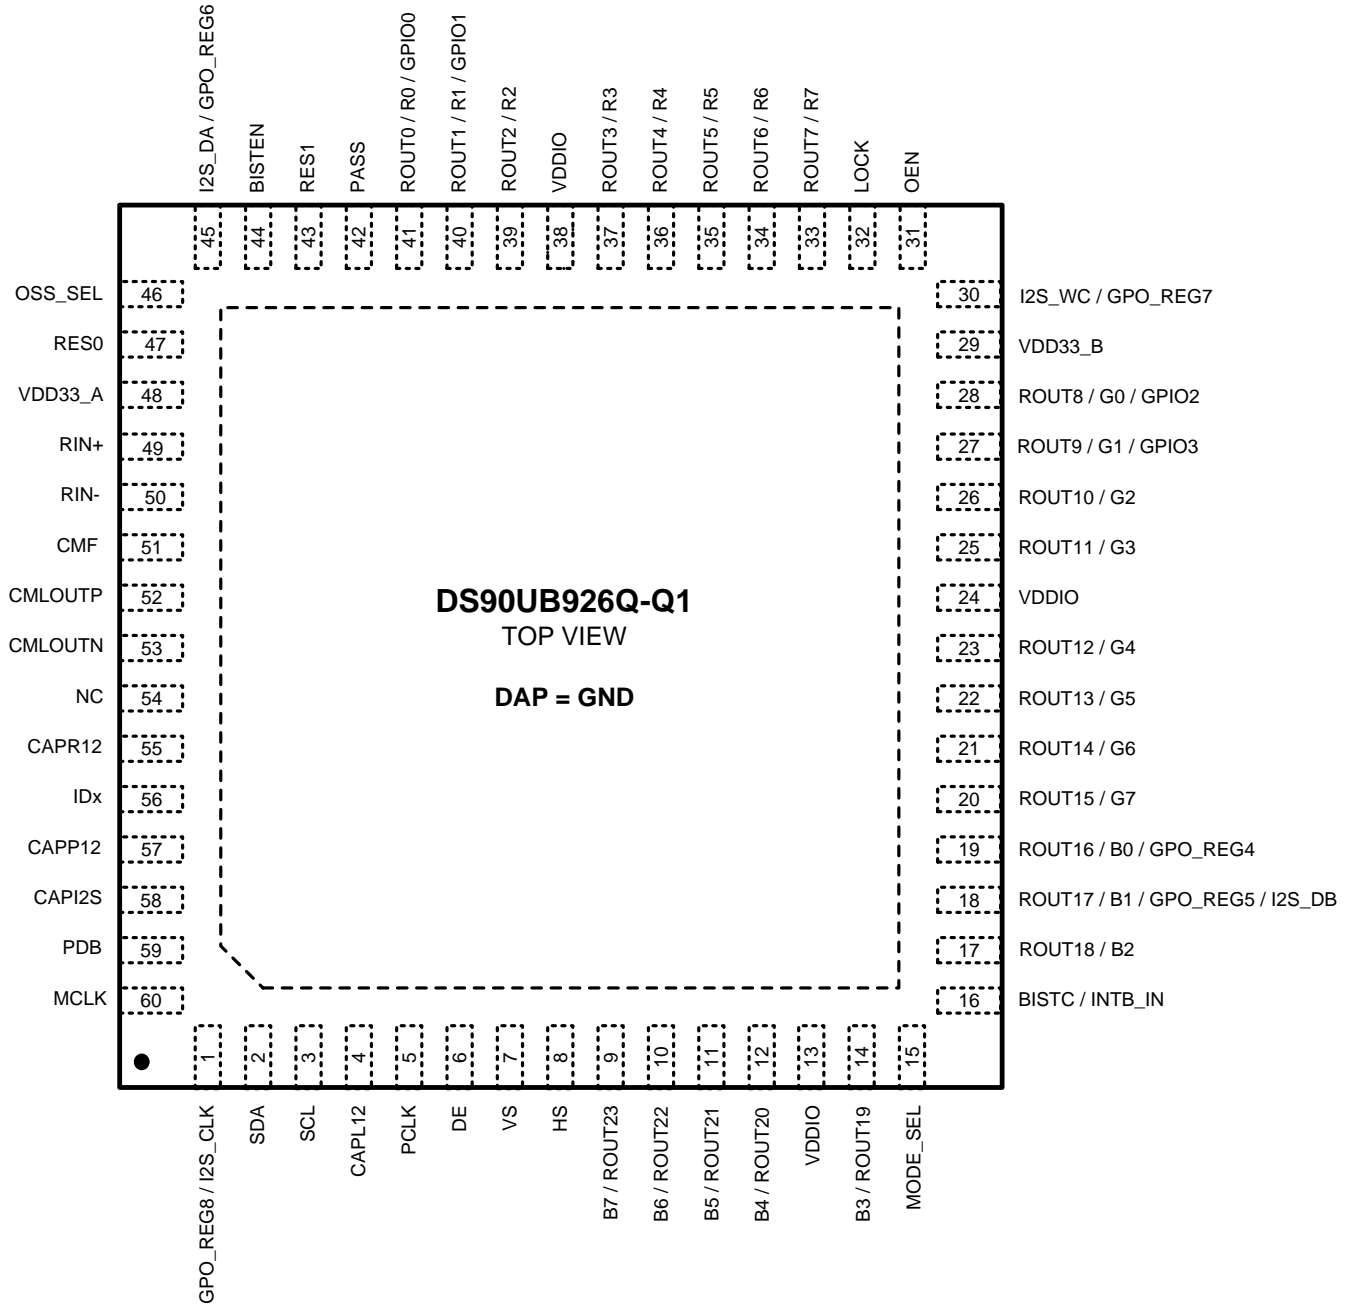 I2S_DA / GPO_REG6
BISTEN
RES1
PASS
ROUT0 / R0 / GPIO0
ROUT1 / R1 / GPIO1
ROUT2 / R2
VDDIO
ROUT3 / R3
ROUT4 / R4
ROUT5 / R5
ROUT6 / R6
ROUT7 / R7
LOCK
OEN
45
44
43
42
41
40
39
38
37
36
35
34
33
32
31
OSS_SEL 46
RES0 47
VDD33_A 48
RIN+ 49
RIN- 50
CMF 51
CMLOUTP 52
CMLOUTN 53
NC 54
CAPR12 55
IDx 56
CAPP12 57
CAPI2S 58
PDB 59
MCLK 60
DS90UB926Q-Q1
TOP VIEW
DAP = GND
30 I2S_WC / GPO_REG7
29 VDD33_B
28 ROUT8 / G0 / GPIO2
27 ROUT9 / G1 / GPIO3
26 ROUT10 / G2
25 ROUT11 / G3
24 VDDIO
23 ROUT12 / G4
22 ROUT13 / G5
21 ROUT14 / G6
20 ROUT15 / G7
19 ROUT16 / B0 / GPO_REG4
18 ROUT17 / B1 / GPO_REG5 / I2S_DB
17 ROUT18 / B2
16 BISTC / INTB_IN
1
2
3
4
5
6
7
8
9
10
11
12
13
14
15
GPO_REG8 / I2S_CLK
SDA
SCL
CAPL12
PCLK
DE
VS
HS
B7 / ROUT23
B6 / ROUT22
B5 / ROUT21
B4 / ROUT20
VDDIO
B3 / ROUT19
MODE_SEL